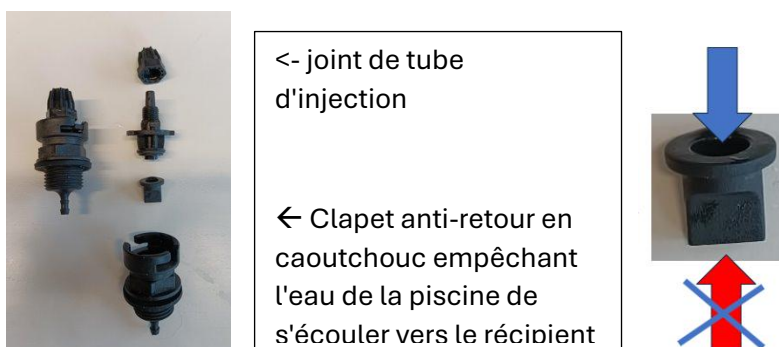 <- joint de tube
d'injection
← Clapet anti-retour en
caoutchouc empêchant
l'eau de la piscine de
s'écouler vers le récipient